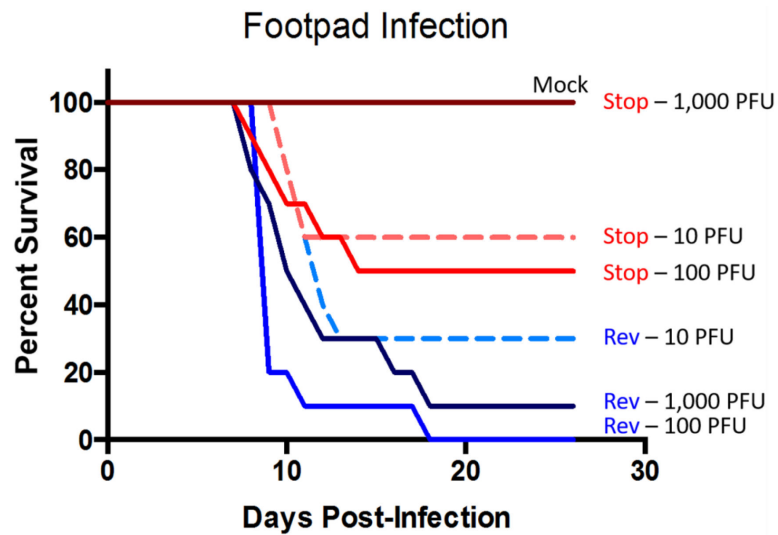 Footpad Infection
Mock
100
Stop – 1,000 PFU
80
60
Stop – 10 PFU
Stop – 100 PFU
40
Rev – 10 PFU
20
Rev – 1,000 PFU
Rev – 100 PFU
0
Percent Survival
0 10 20 30
Days Post-Infection